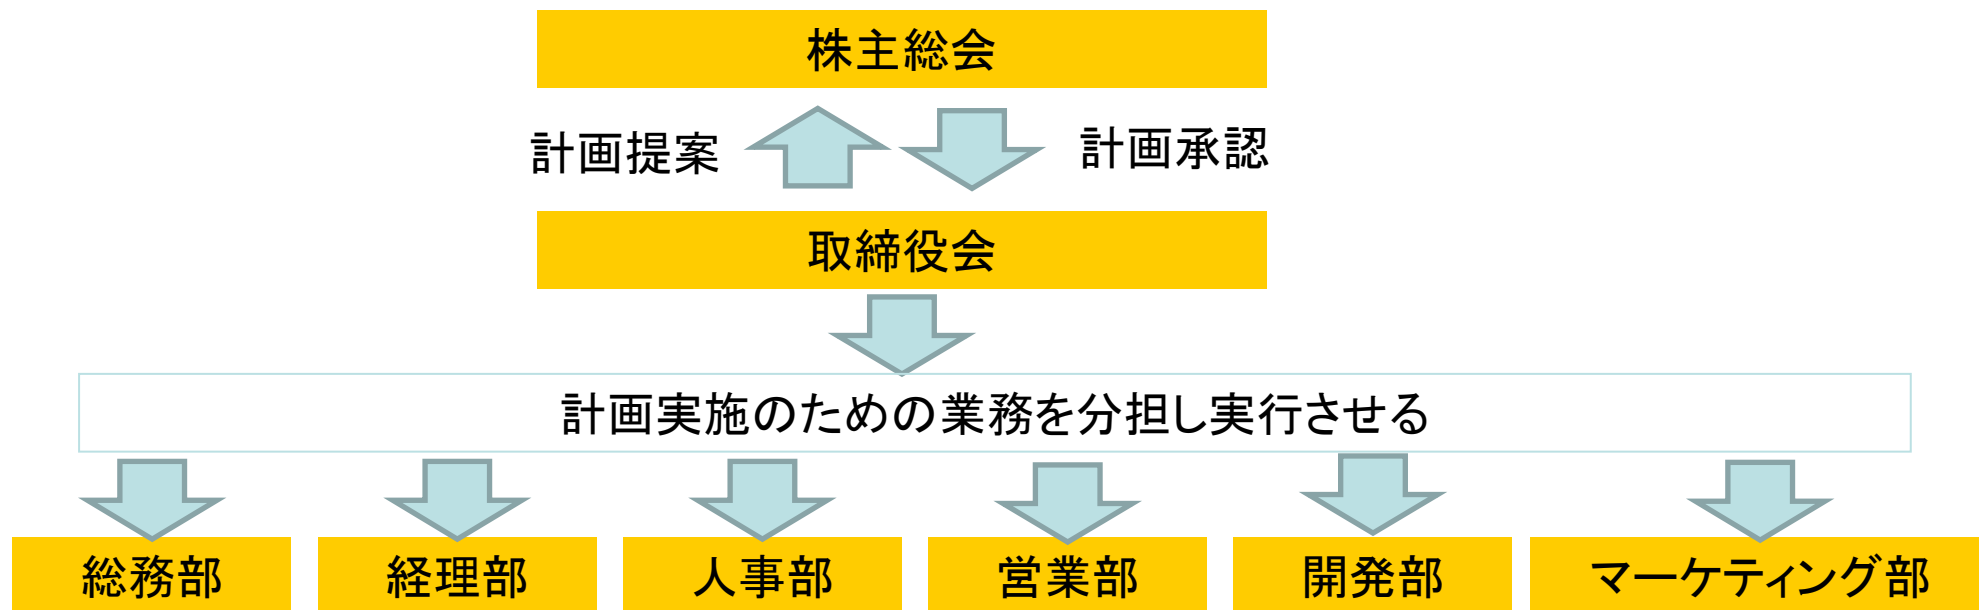 株主総会
計画提案
計画承認
取締役会
計画実施のための業務を分担し実行させる
総務部
経理部
人事部
営業部
開発部
マーケティング部